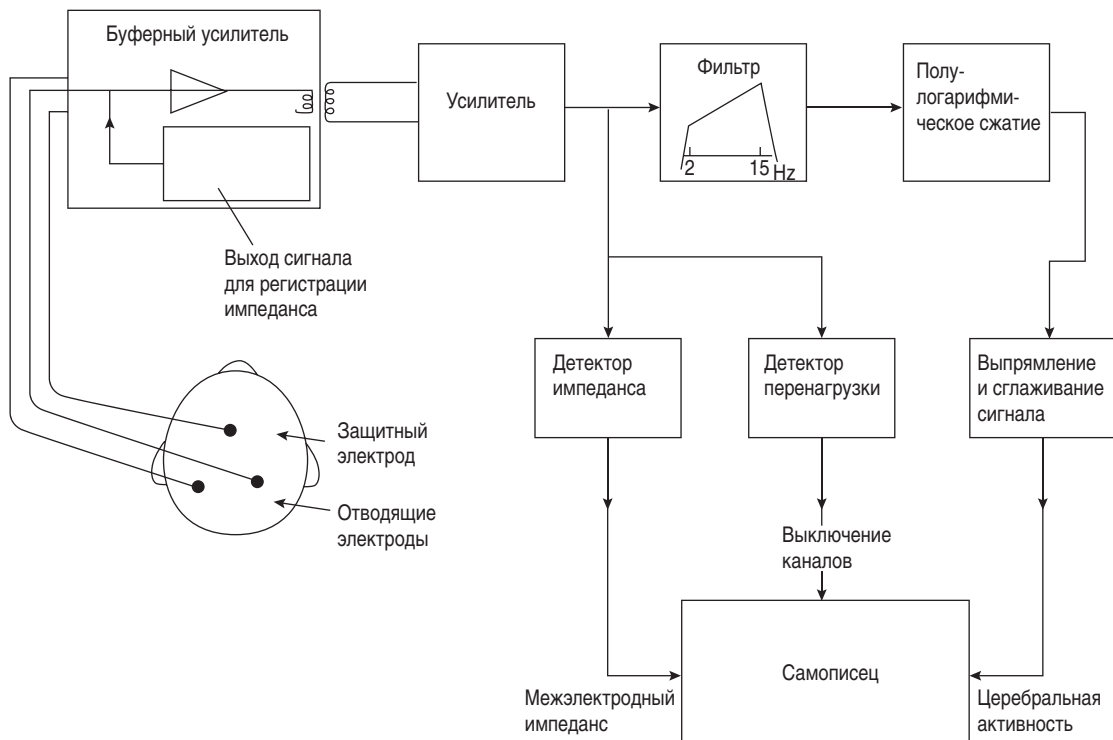 Буферный усилитель
Усилитель
Фильтр
2
15
Hz
Полу-
логарифми-
ческое сжатие
Выход сигнала
для регистрации
импеданса
Детектор
импеданса
Детектор
перенагрузки
Выпрямление
и сглаживание
сигнала
Защитный
электрод
Отводящие
электроды
Выключение
каналов
Самописец
Межэлектродный
импеданс
Церебральная
активность